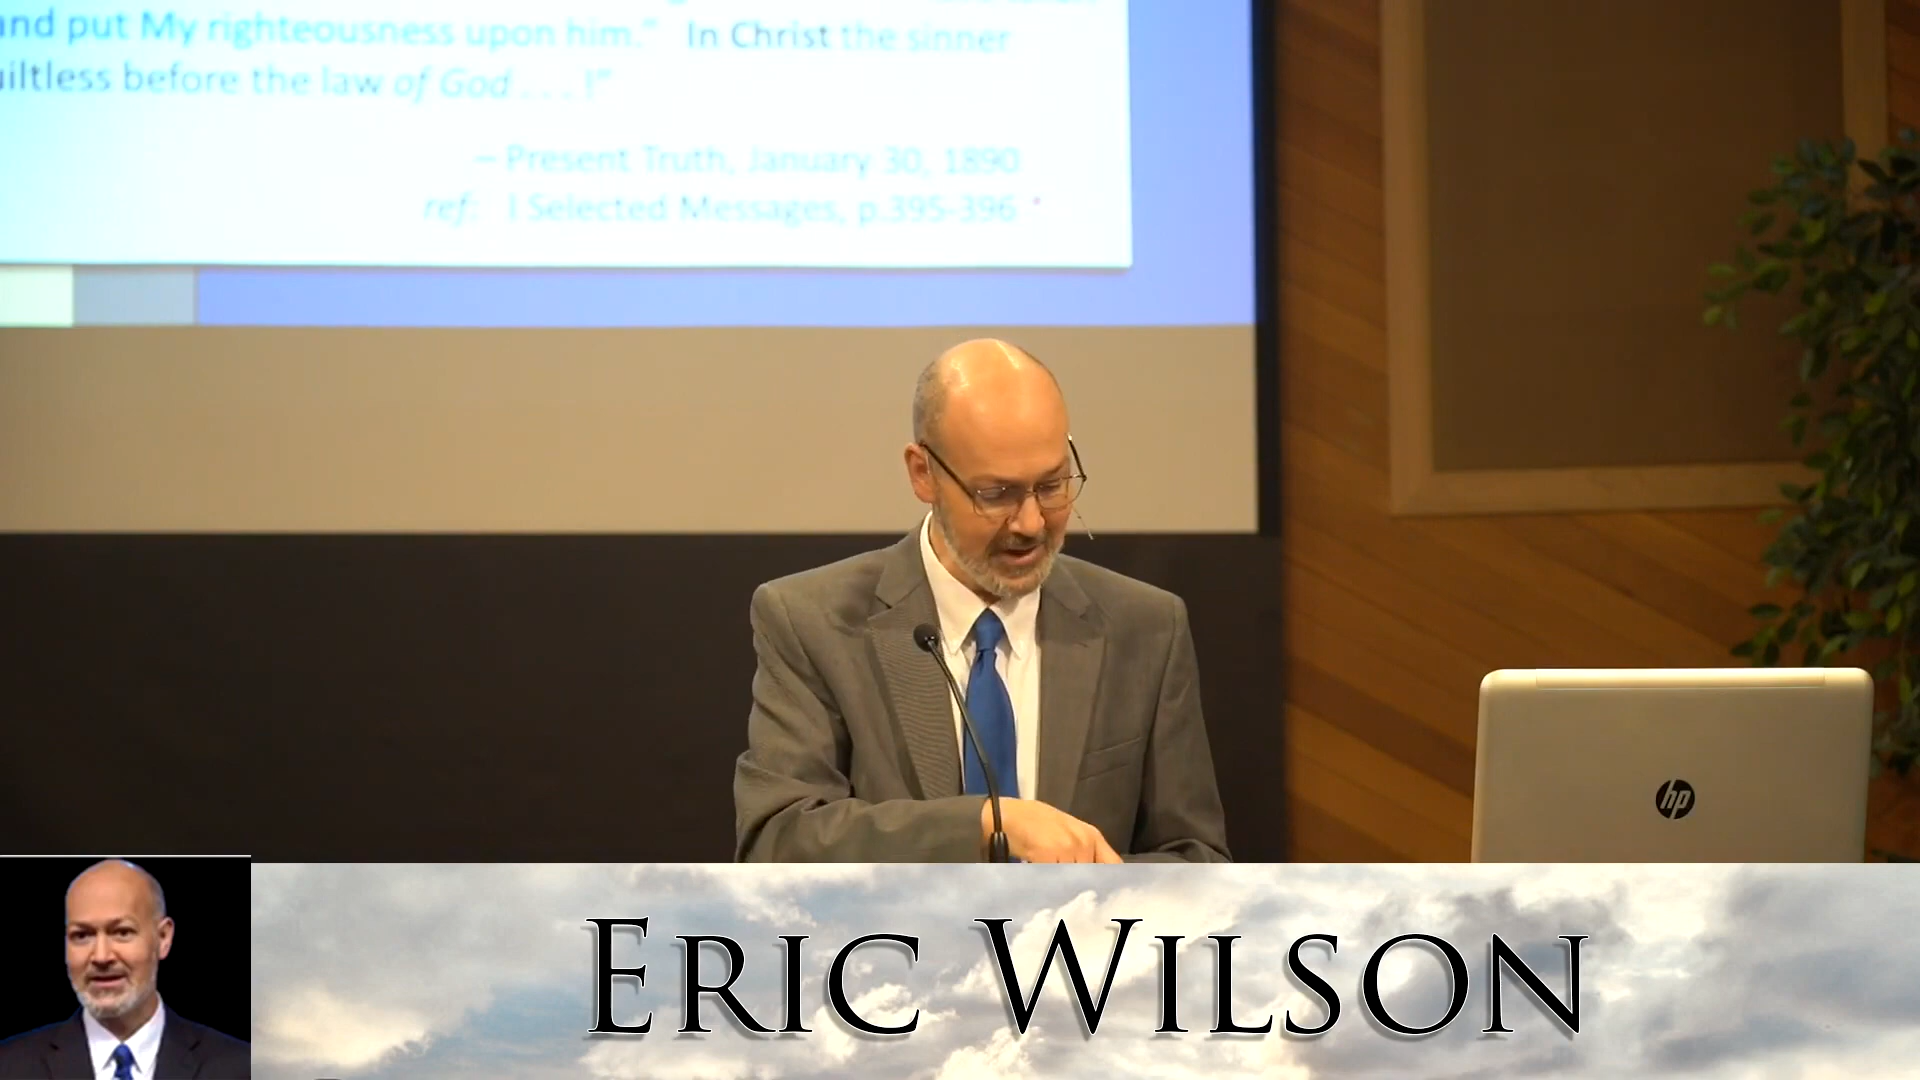 and put My righteousness upon him." In Christ the sinner
guiltless before the law of God . . . !"
– Present Truth, January 30, 1890
ref: I Selected Messages, p.395-396
hp
ERIC WILSON